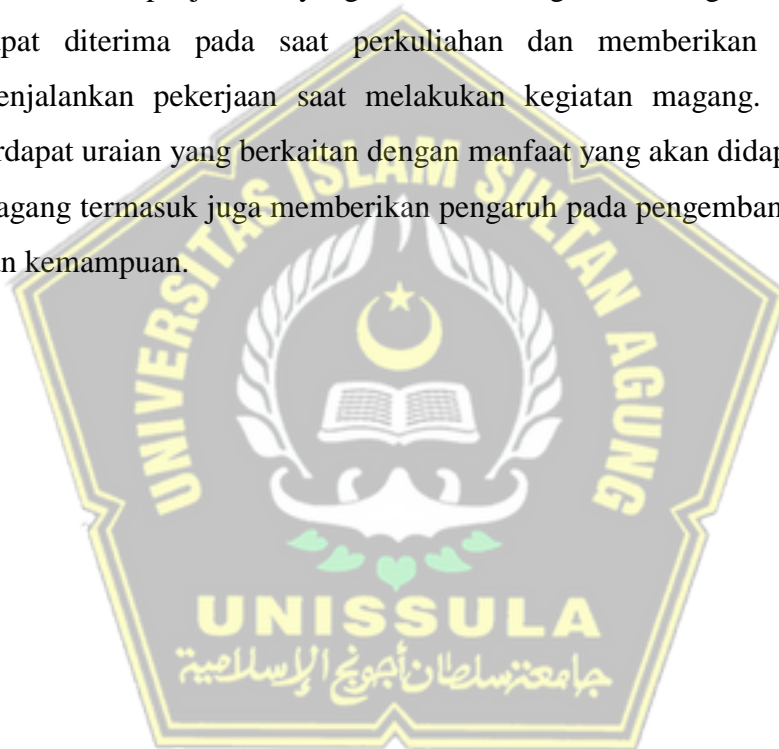 yang
pat diterima pada saat perkuliahan dan memberikan
enjalankan pekerjaan saat melakukan kegiatan magang.
rdapat uraian yang berkaitan dengan manfaat yang akan didap
agang termasuk juga memberikan pengaruh pada pengemban
n kemampuan.
UNIVERSITAS ISLAM SULTAN AGUNG
UNISSULA
جامعة سلطان أجونج الإسلامية